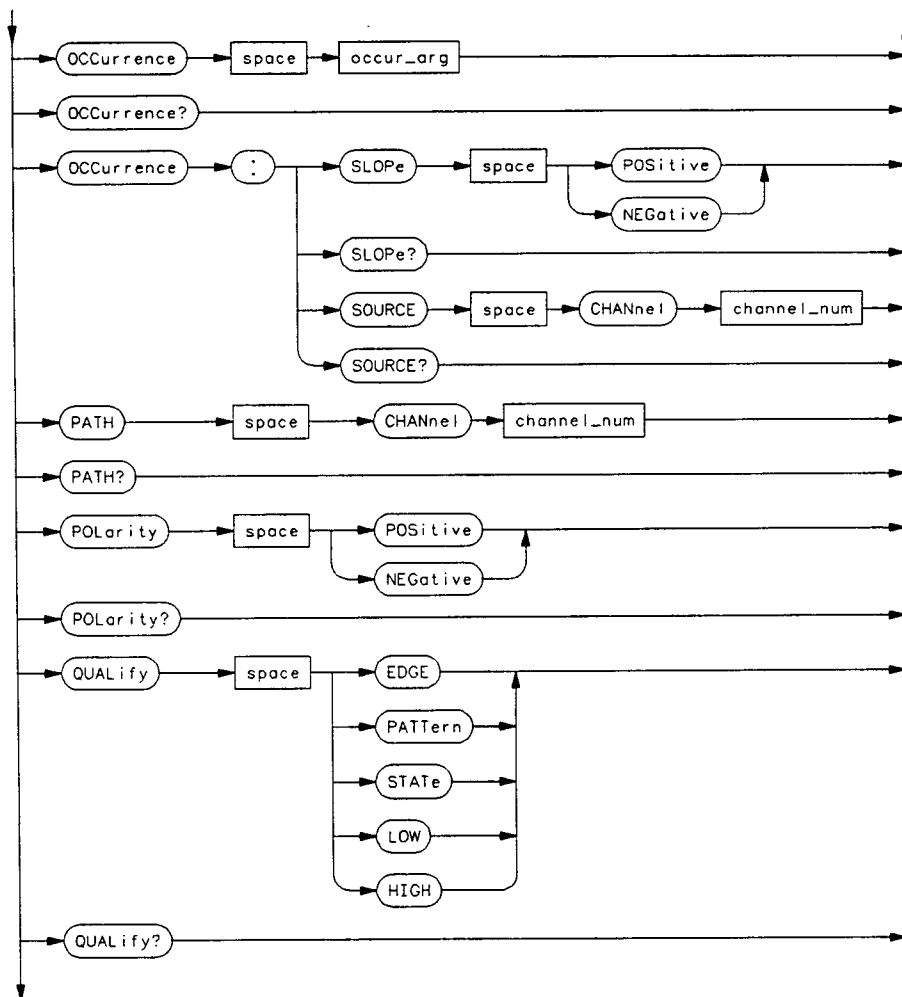 OCCurrence space occur_arg
OCCurrence?
OCCurrence : SLOPe space POSitive
NEGative
SLOPe?
SOURCE space CHANnel channel_num
SOURCE?
PATH space CHANnel channel_num
PATH?
POLarity space POSitive
NEGative
POLarity?
QUALify space EDGE
PATTern
STATe
LOW
HIGH
QUALify?